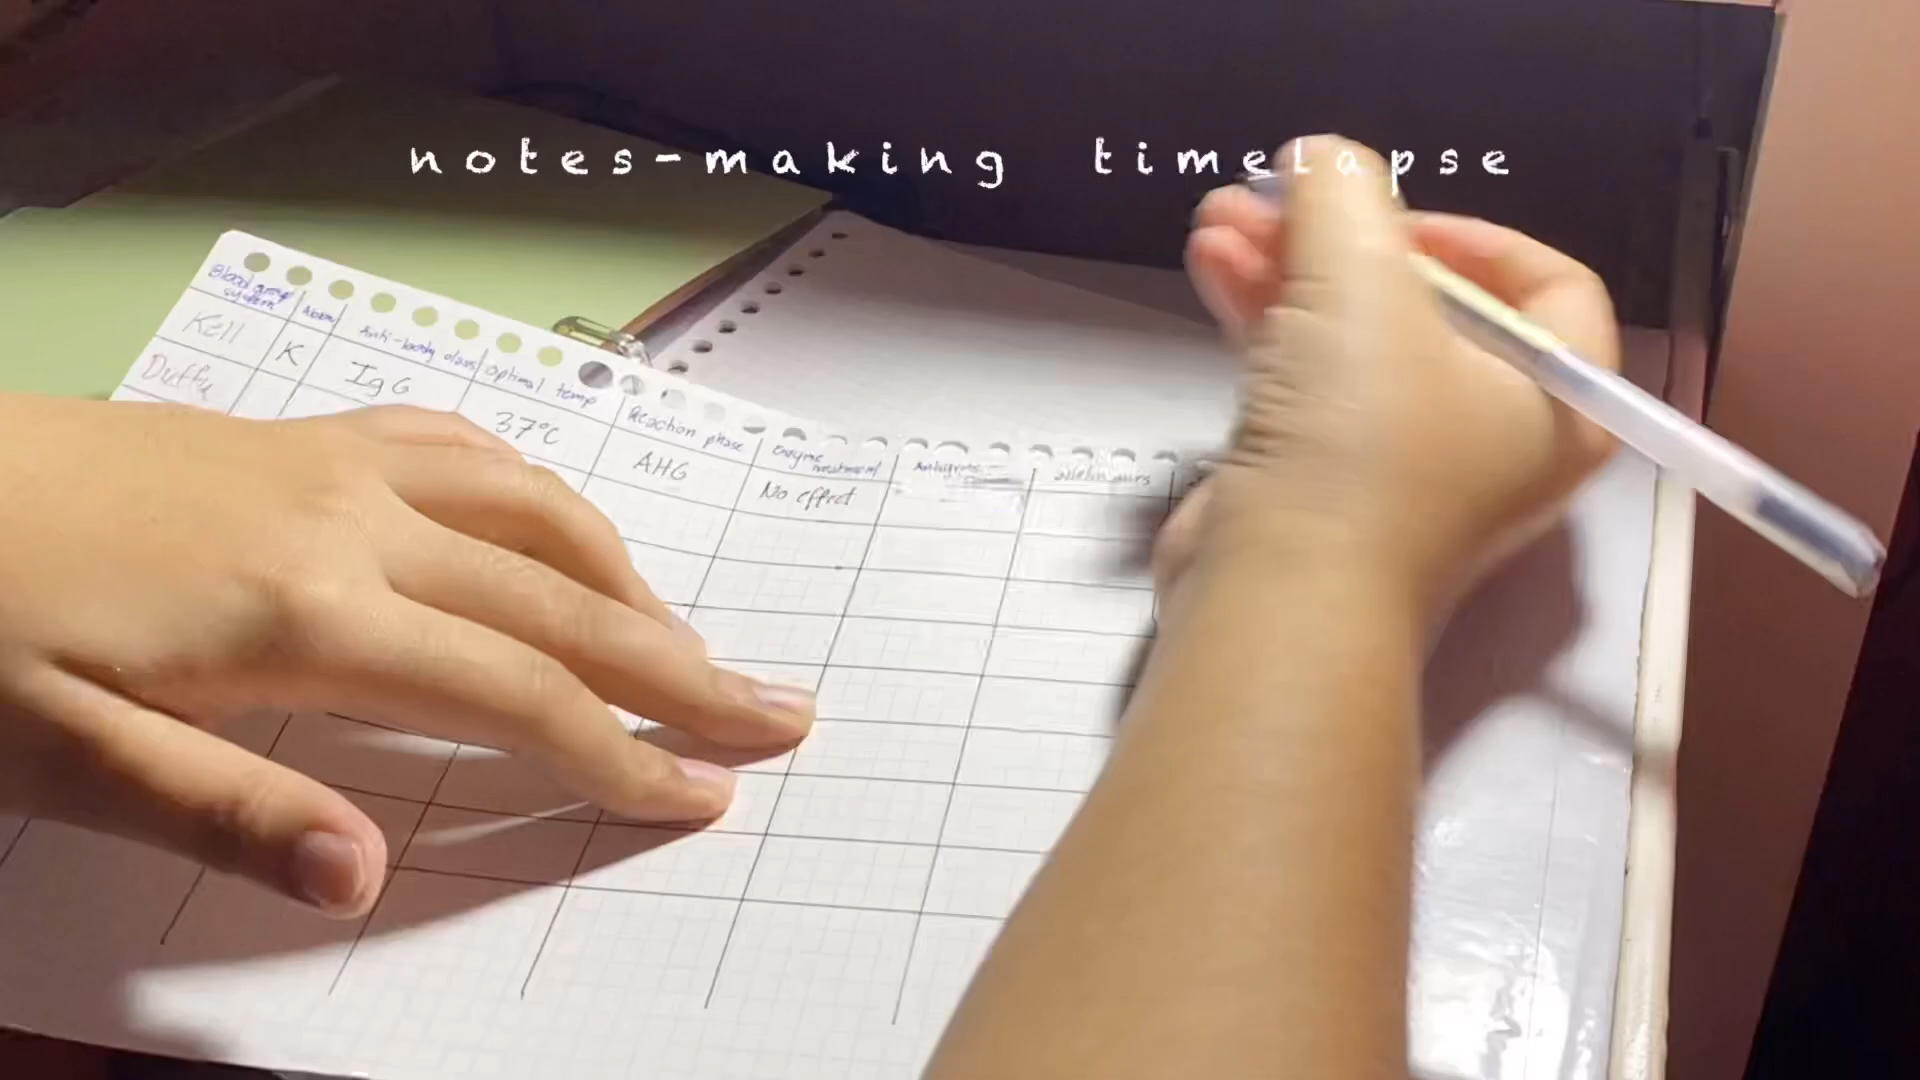 notes-making timelapse
Blood group system
Anti-body class
Optimal temp
Reaction phase
Enzyme treatment
Kell
K
IgG
37°C
AHG
No effect
Duffy